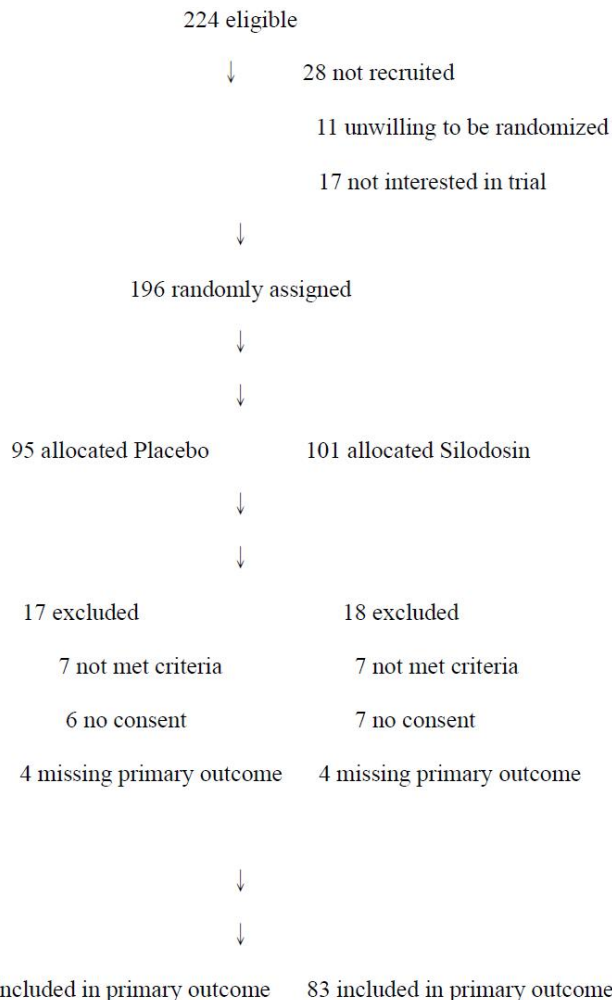 224 eligible
↓ 28 not recruited
11 unwilling to be randomized
17 not interested in trial
↓
196 randomly assigned
↓
↓
95 allocated Placebo 101 allocated Silodosin
↓
↓
17 excluded 18 excluded
7 not met criteria 7 not met criteria
6 no consent 7 no consent
4 missing primary outcome 4 missing primary outcome
↓
↓
included in primary outcome 83 included in primary outcome